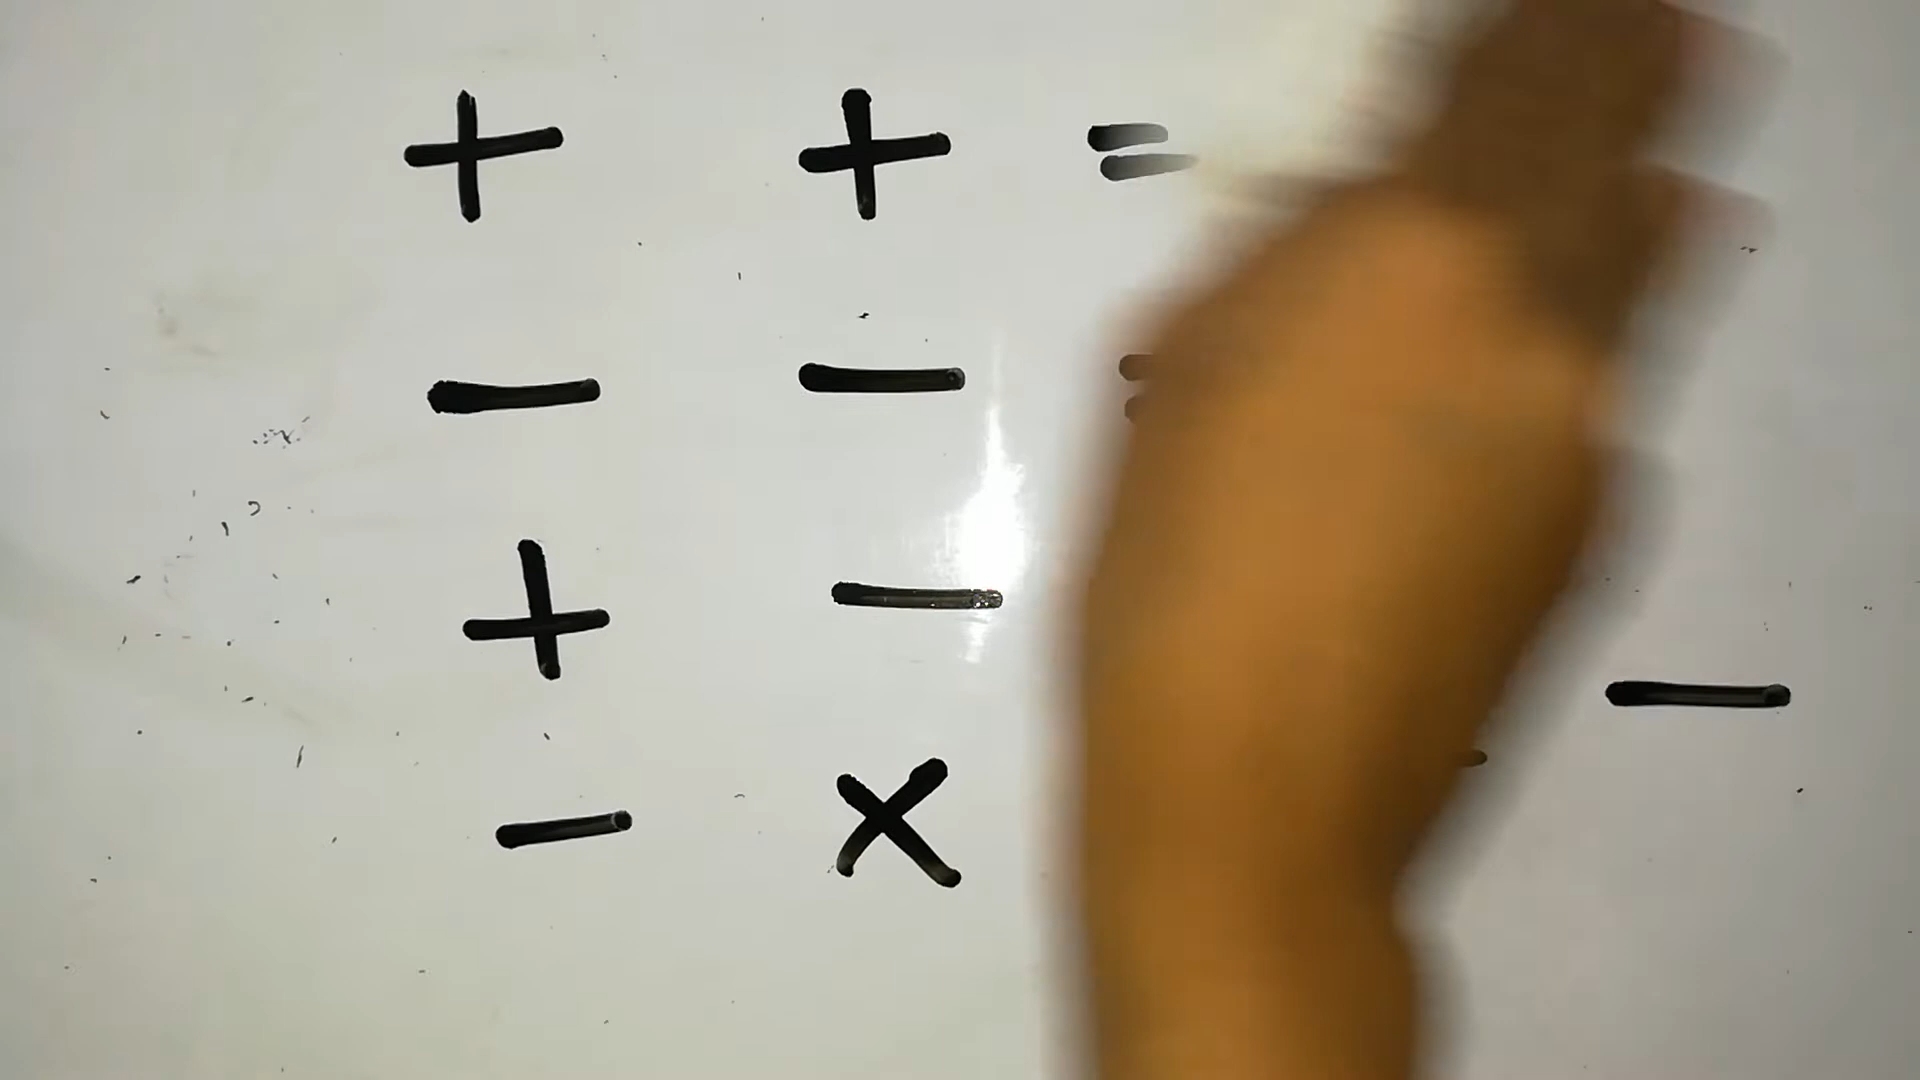 + + =
− − =
+ −
−
− ×